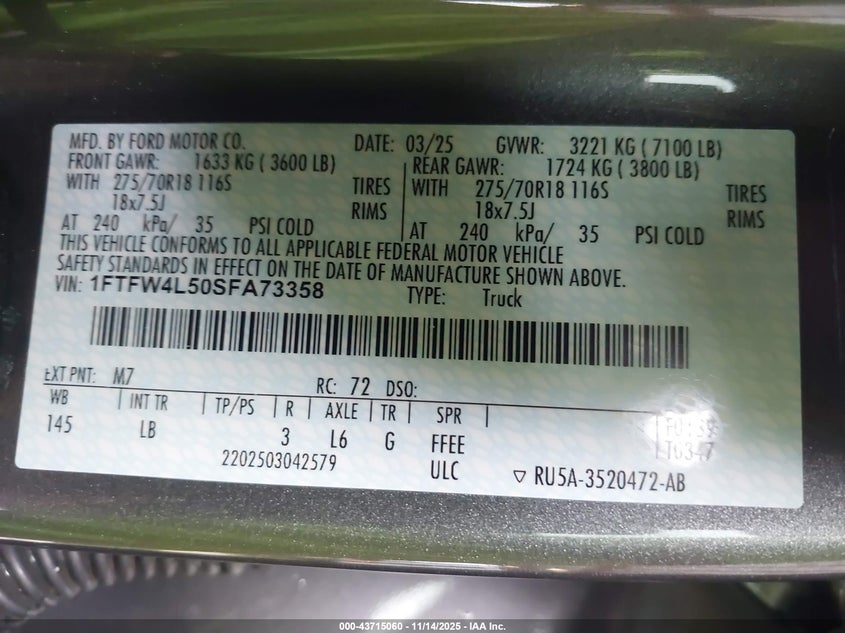 MFD. BY FORD MOTOR CO. DATE: 03/25 GVWR: 3221 KG ( 7100 LB)
FRONT GAWR: 1633 KG ( 3600 LB) REAR GAWR: 1724 KG ( 3800 LB)
WITH 275/70R18 116S TIRES WITH 275/70R18 116S TIRES
18x7.5J RIMS 18x7.5J RIMS
AT 240 kPa/ 35 PSI COLD AT 240 kPa/ 35 PSI COLD
THIS VEHICLE CONFORMS TO ALL APPLICABLE FEDERAL MOTOR VEHICLE
SAFETY STANDARDS IN EFFECT ON THE DATE OF MANUFACTURE SHOWN ABOVE.
VIN: 1FTFW4L50SFA73358 TYPE: Truck
EXT PNT: M7 RC: 72 DSO:
WB INT TR TP/PS R AXLE TR SPR
145 LB 3 L6 G FFEE
2202503042579 ULC
RU5A-3520472-AB
000-43715060 - 11/14/2025 - IAA Inc.